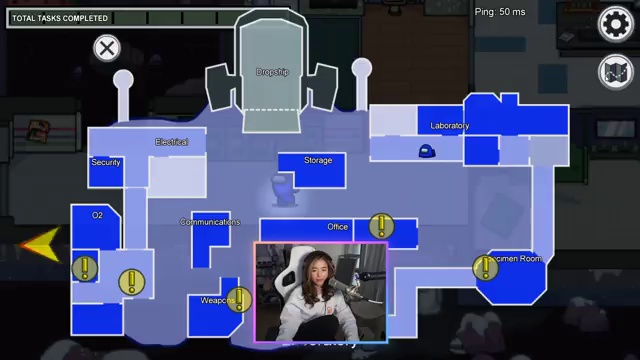 TOTAL TASKS COMPLETED
Ping: 50 ms
Dropship
Laboratory
Electrical
Security
Storage
O2
Communications
Office
Specimen Room
Weapons